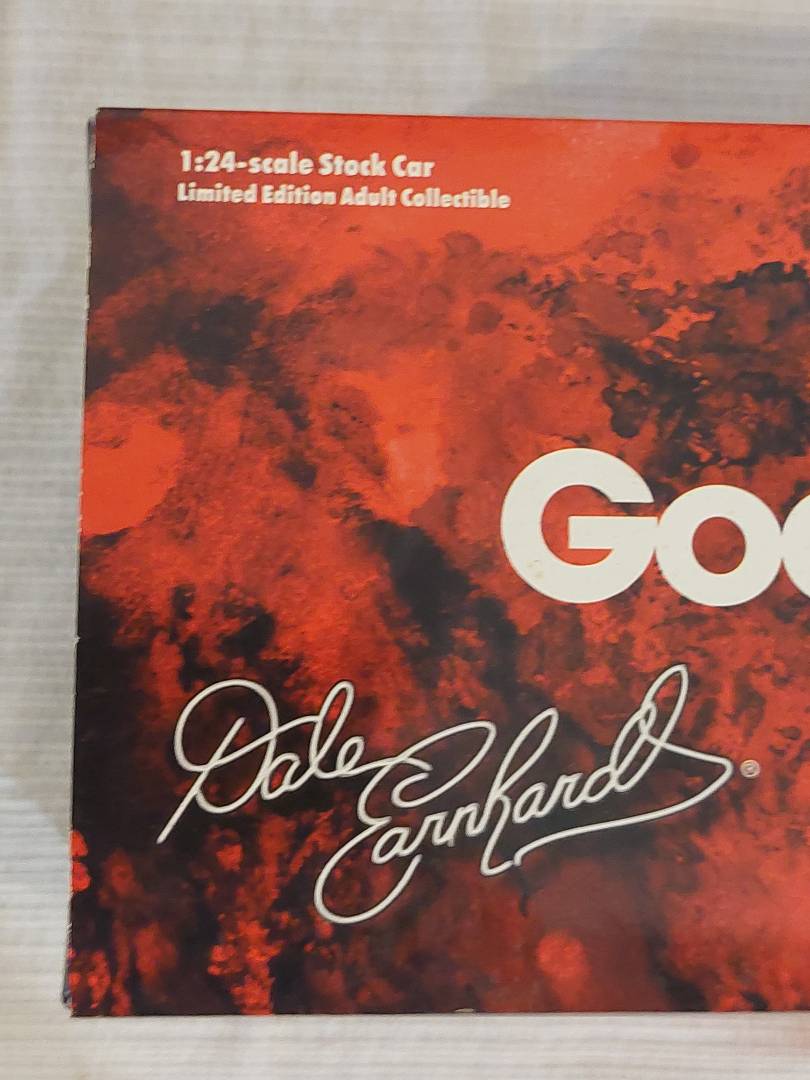 1:24-scale Stock Car
Limited Edition Adult Collectible
Goo
Dale Earnhardt®